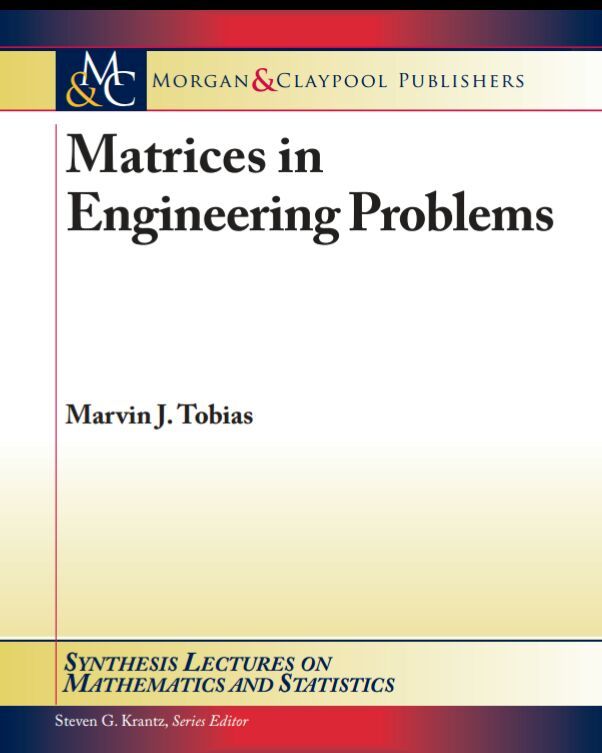 M&C MORGAN&CLAYPOOL PUBLISHERS
Matrices in
Engineering Problems
Marvin J. Tobias
SYNTHESIS LECTURES ON
MATHEMATICS AND STATISTICS
Steven G. Krantz, Series Editor